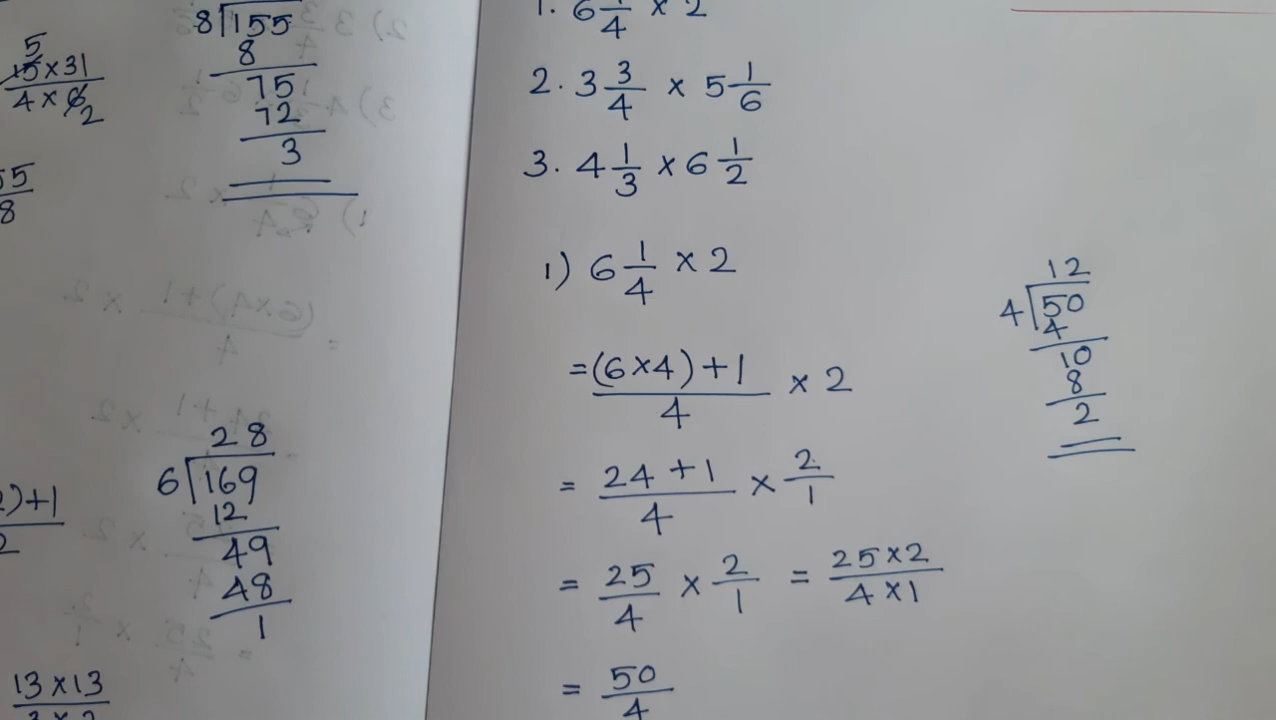 5
15 × 31
4 × 6
2
55
8
8)155
8
75
72
3
28
6)169
12
49
48
1
2)+1
2
13 × 13
1. 6 1/4 × 2
2. 3 3/4 × 5 1/6
3. 4 1/3 × 6 1/2
1) 6 1/4 × 2
= (6×4)+1 / 4 × 2
= 24+1 / 4 × 2/1
= 25/4 × 2/1 = 25×2 / 4×1
= 50/4
12
4)50
4
10
8
2